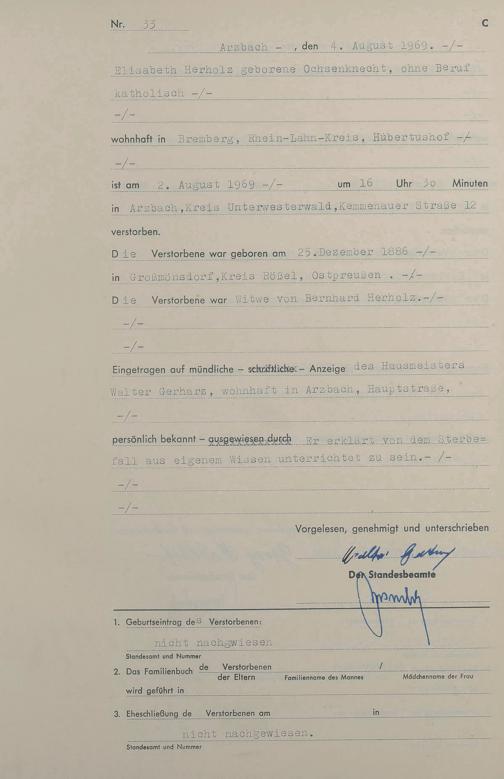 Nr. 33 C
Arzbach - , den 4. August 1969. -/-
Elisabeth Herholz geborene Ochsenknecht, ohne Beruf
katholisch -/-
-/-
wohnhaft in Bremberg, Rhein-Lahn-Kreis, Hubertushof -/-
-/-
ist am 2. August 1969 -/- um 16 Uhr 30 Minuten
in Arzbach,Kreis Unterwesterwald,Kemmenauer Straße 12
verstorben.
Die Verstorbene war geboren am 25.Dezember 1886 -/-
in Großmönsdorf,Kreis Rößel, Ostpreußen . -/-
Die Verstorbene war Witwe von Bernhard Herholz.-/-
-/-
-/-
Eingetragen auf mündliche – schriftliche – Anzeige des Hausmeisters
Walter Gerharz, wohnhaft in Arzbach, Hauptstraße,
-/-
persönlich bekannt – ausgewiesen durch Er erklärt von dem Sterbe=
fall aus eigenem Wissen unterrichtet zu sein.- /-
-/-
-/-
Vorgelesen, genehmigt und unterschrieben
Walter
Der Standesbeamte
1. Geburtseintrag des Verstorbenen:
nicht nachgwiesen
Standesamt und Nummer
2. Das Familienbuch de Verstorbenen /
der Eltern Familienname des Mannes Mädchenname der Frau
wird geführt in
3. Eheschließung de Verstorbenen am in
nicht nachgewiesen.
Standesamt und Nummer